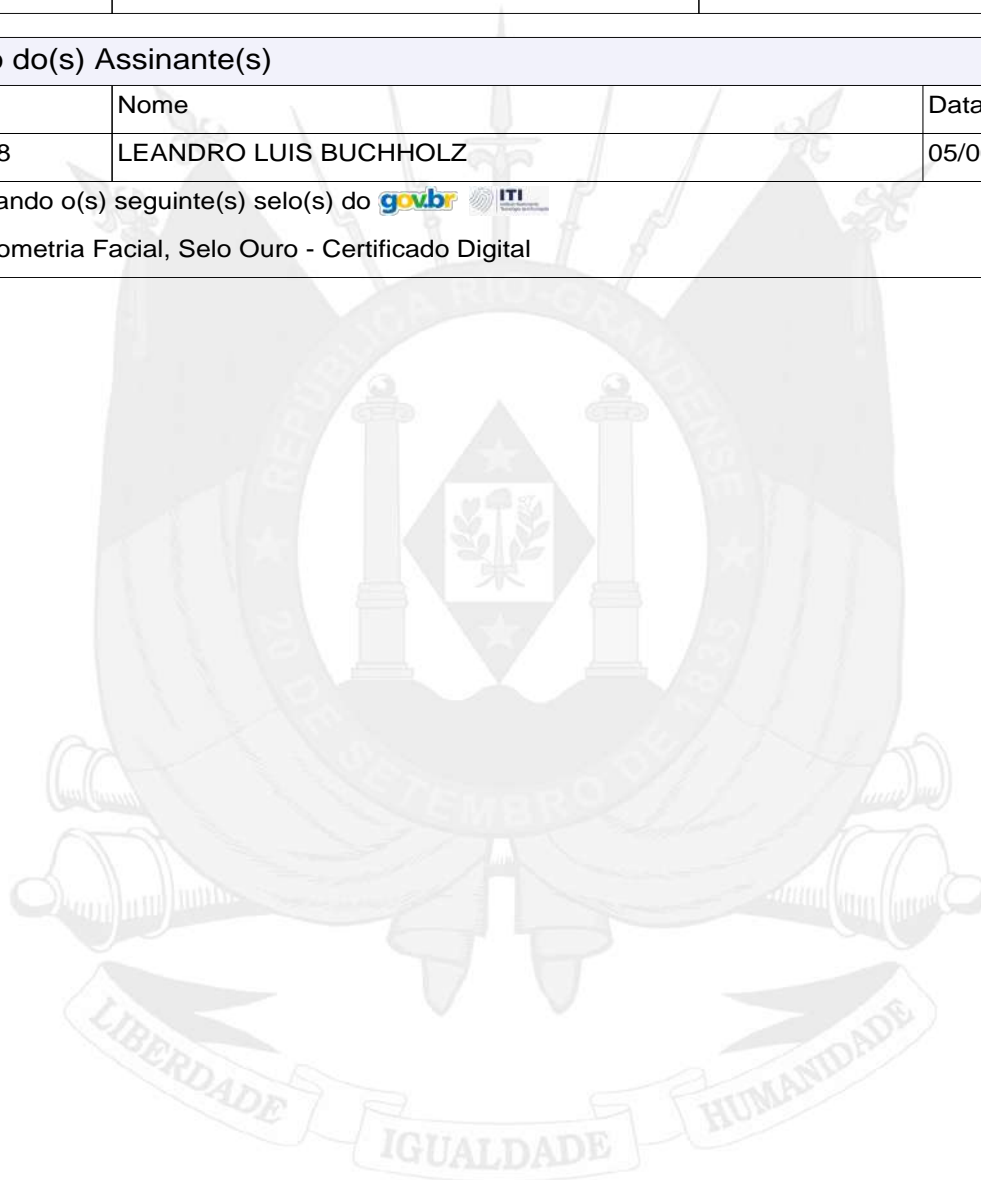 o do(s) Assinante(s)
Nome Data
8 LEANDRO LUIS BUCHHOLZ 05/0
ando o(s) seguinte(s) selo(s) do gov.br ITI
ometria Facial, Selo Ouro - Certificado Digital
REPÚBLICA RIO-GRANDENSE
20 DE SETEMBRO DE 1835
LIBERDADE IGUALDADE HUMANIDADE